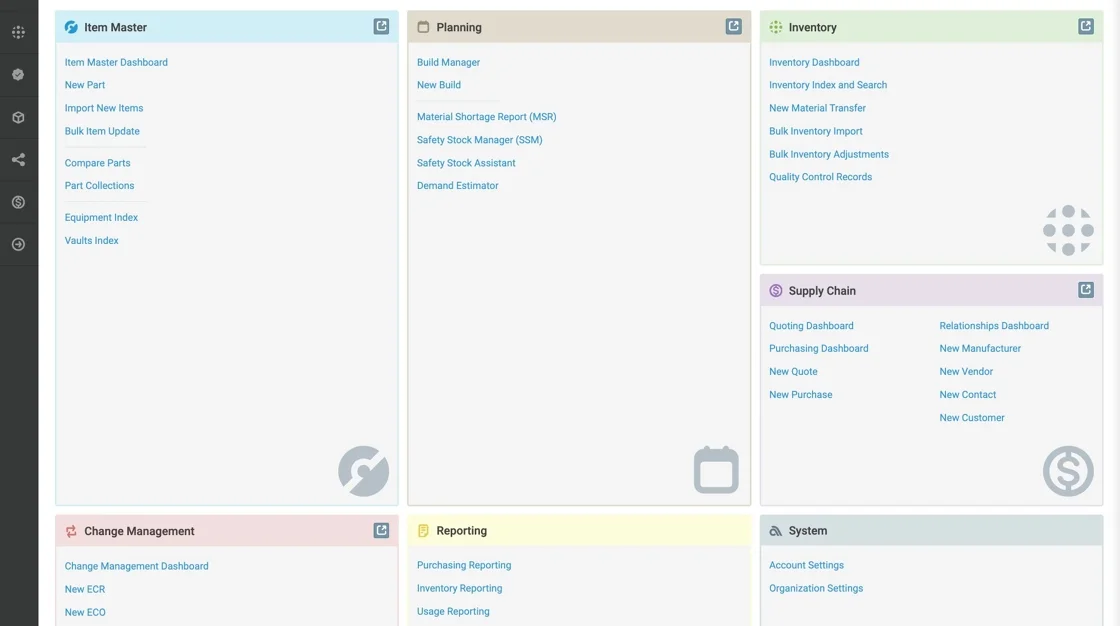 Item Master
Item Master Dashboard
New Part
Import New Items
Bulk Item Update
Compare Parts
Part Collections
Equipment Index
Vaults Index
Planning
Build Manager
New Build
Material Shortage Report (MSR)
Safety Stock Manager (SSM)
Safety Stock Assistant
Demand Estimator
Inventory
Inventory Dashboard
Inventory Index and Search
New Material Transfer
Bulk Inventory Import
Bulk Inventory Adjustments
Quality Control Records
Supply Chain
Quoting Dashboard
Purchasing Dashboard
New Quote
New Purchase
Relationships Dashboard
New Manufacturer
New Vendor
New Contact
New Customer
Change Management
Change Management Dashboard
New ECR
New ECO
Reporting
Purchasing Reporting
Inventory Reporting
Usage Reporting
System
Account Settings
Organization Settings